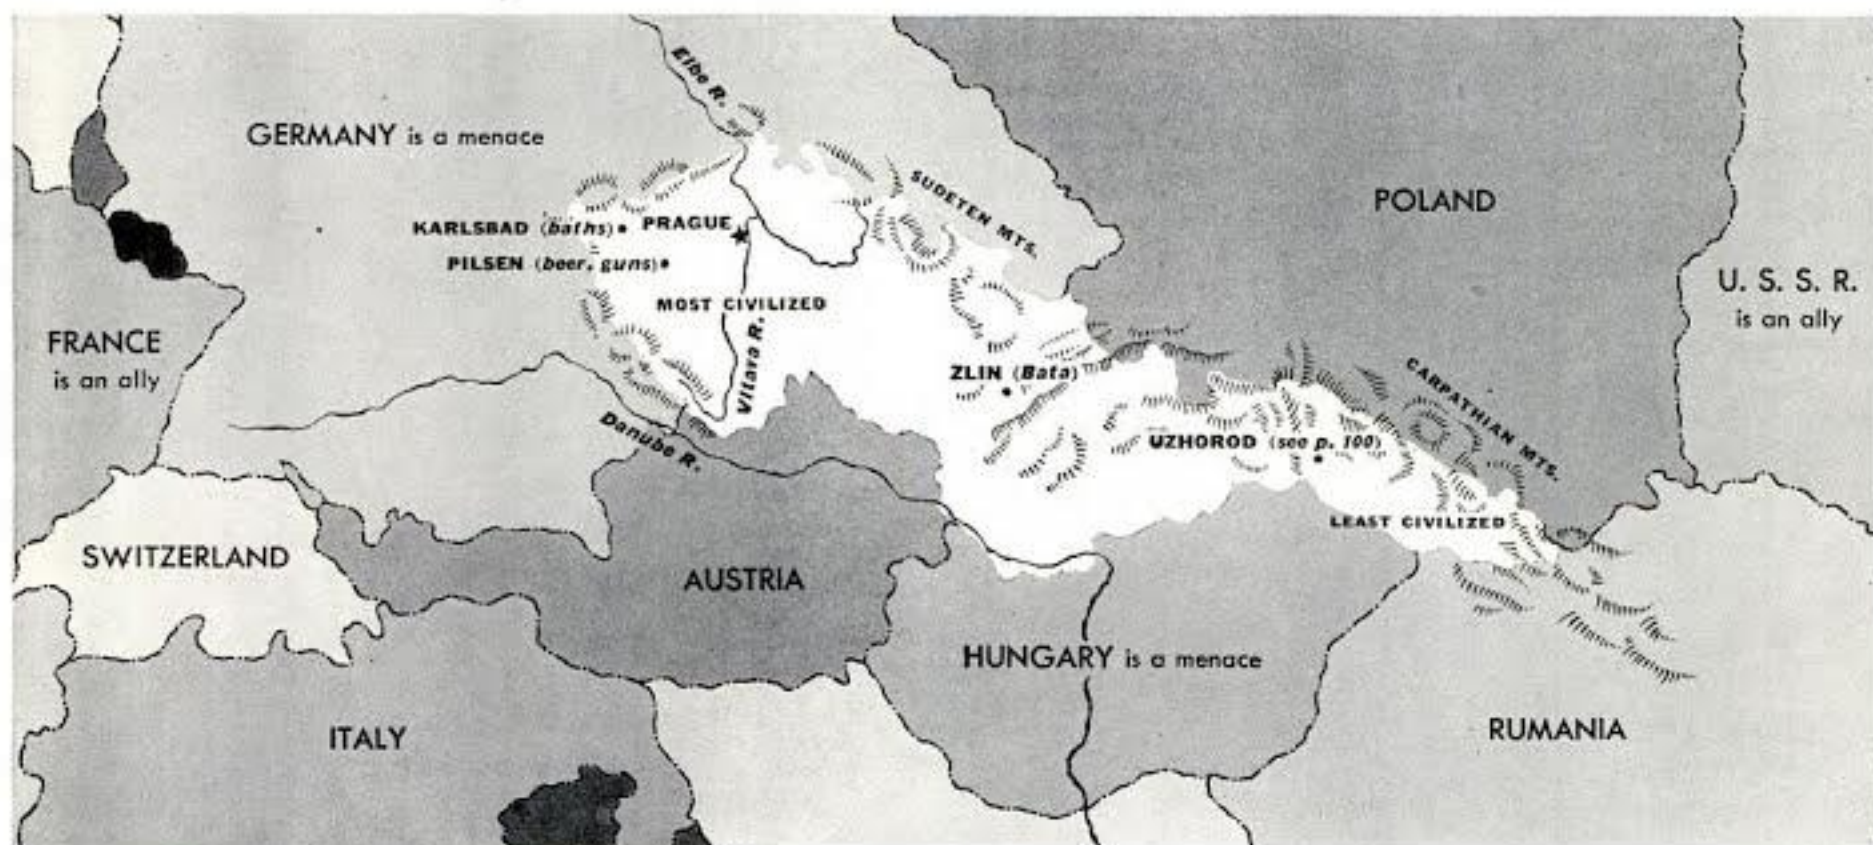 Elbe R.
GERMANY is a menace
SUDETEN MTS.
POLAND
KARLSBAD (baths)
PRAGUE
PILSEN (beer, guns)
MOST CIVILIZED
U. S. S. R.
is an ally
FRANCE
is an ally
Vltava R.
ZLIN (Bata)
CARPATHIAN MTS.
Danube R.
UZHOROD (see p. 100)
LEAST CIVILIZED
SWITZERLAND
AUSTRIA
HUNGARY is a menace
ITALY
RUMANIA